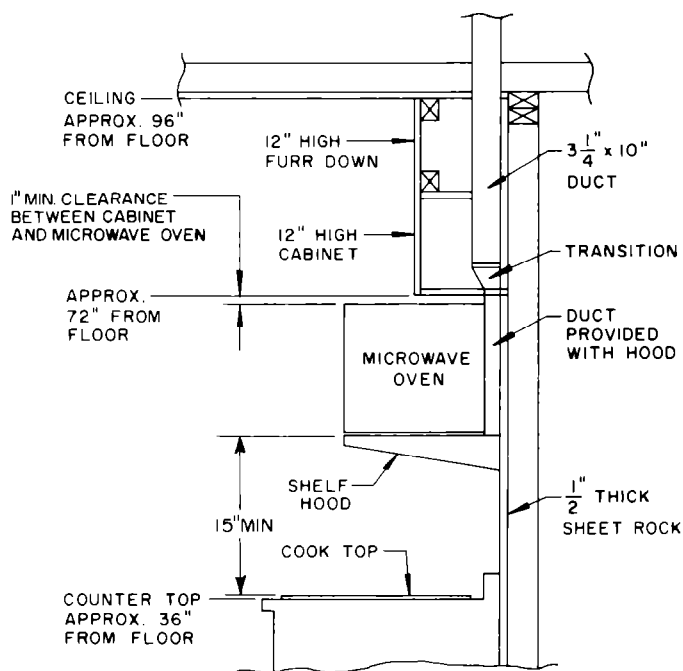 CEILING
APPROX. 96"
FROM FLOOR
12" HIGH
FURR DOWN
3 1/4" x 10"
DUCT
1" MIN. CLEARANCE
BETWEEN CABINET
AND MICROWAVE OVEN
12" HIGH
CABINET
TRANSITION
APPROX.
72" FROM
FLOOR
DUCT
PROVIDED
WITH HOOD
MICROWAVE
OVEN
SHELF
HOOD
1/2" THICK
SHEET ROCK
15" MIN
COOK TOP
COUNTER TOP
APPROX. 36"
FROM FLOOR